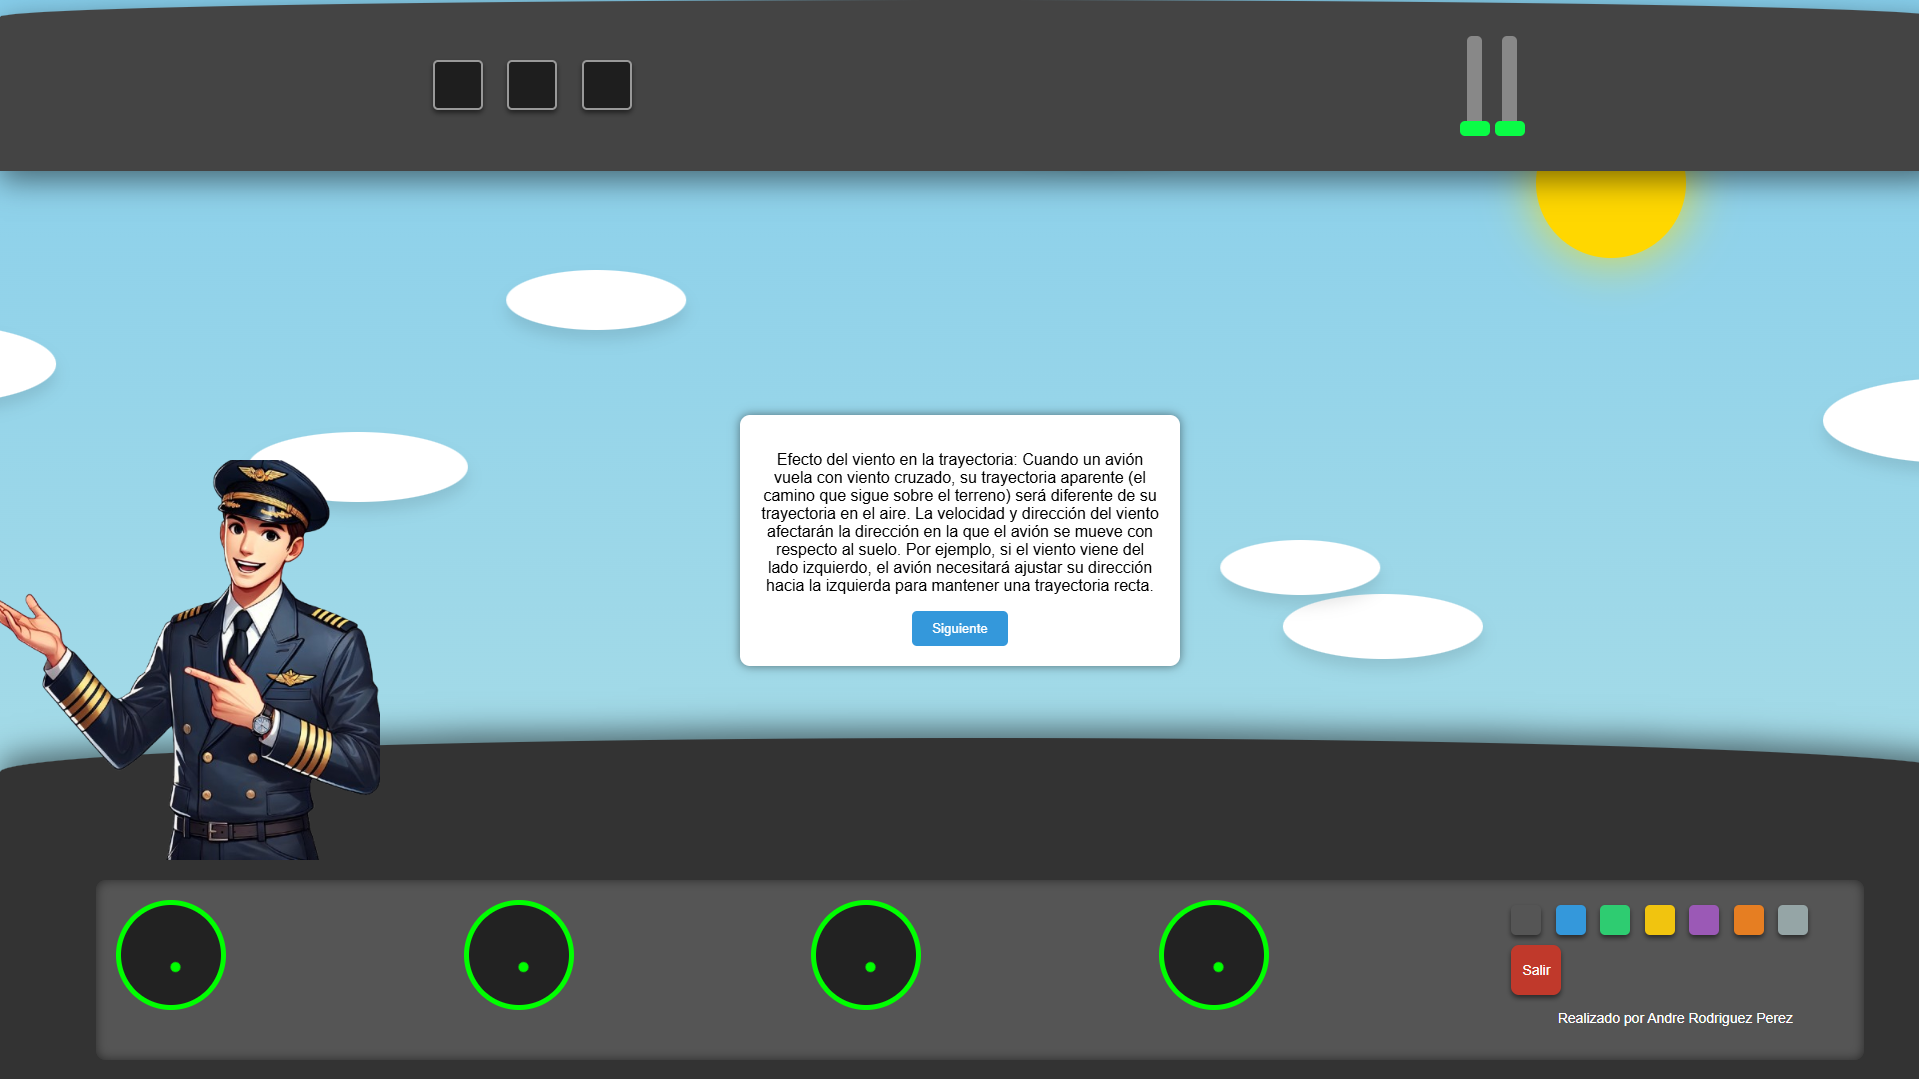 Efecto del viento en la trayectoria: Cuando un avión
vuela con viento cruzado, su trayectoria aparente (el
camino que sigue sobre el terreno) será diferente de su
trayectoria en el aire. La velocidad y dirección del viento
afectarán la dirección en la que el avión se mueve con
respecto al suelo. Por ejemplo, si el viento viene del
lado izquierdo, el avión necesitará ajustar su dirección
hacia la izquierda para mantener una trayectoria recta.
Siguiente
Salir
Realizado por Andre Rodriguez Perez